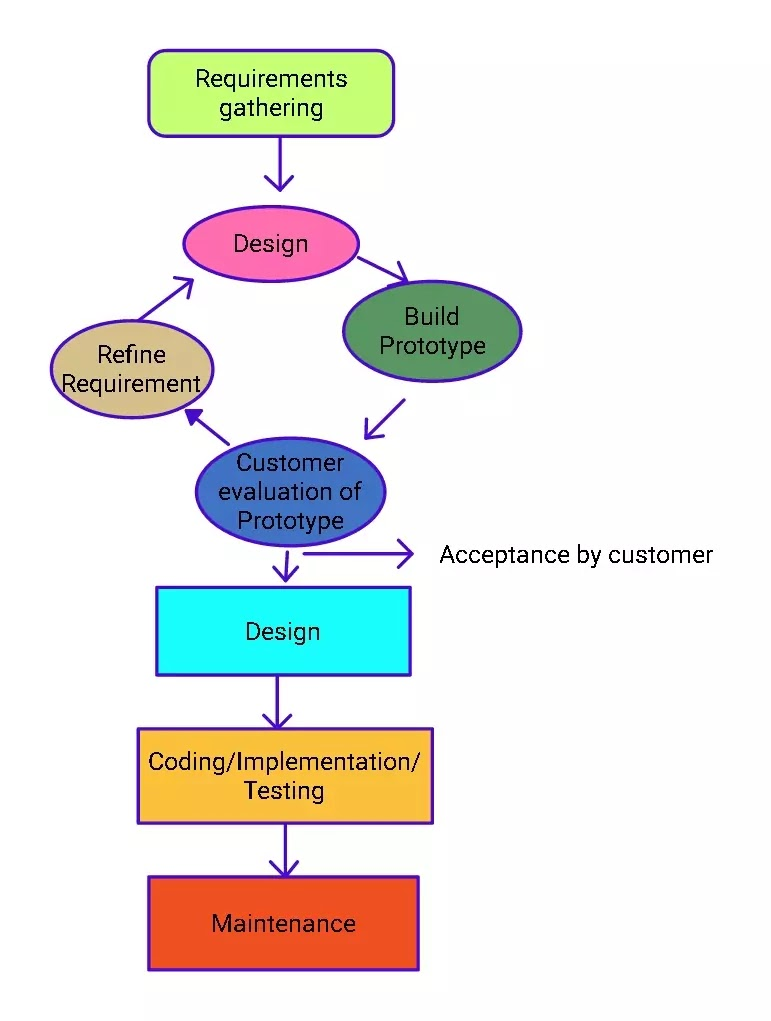 Requirements
gathering
Design
Build
Prototype
Refine
Requirement
Customer
evaluation of
Prototype
Acceptance by customer
Design
Coding/Implementation/
Testing
Maintenance